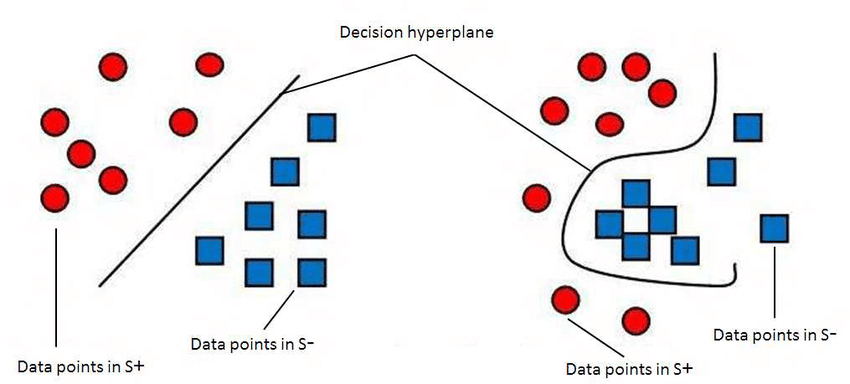 Decision hyperplane
Data points in S+
Data points in S-
Data points in S+
Data points in S-